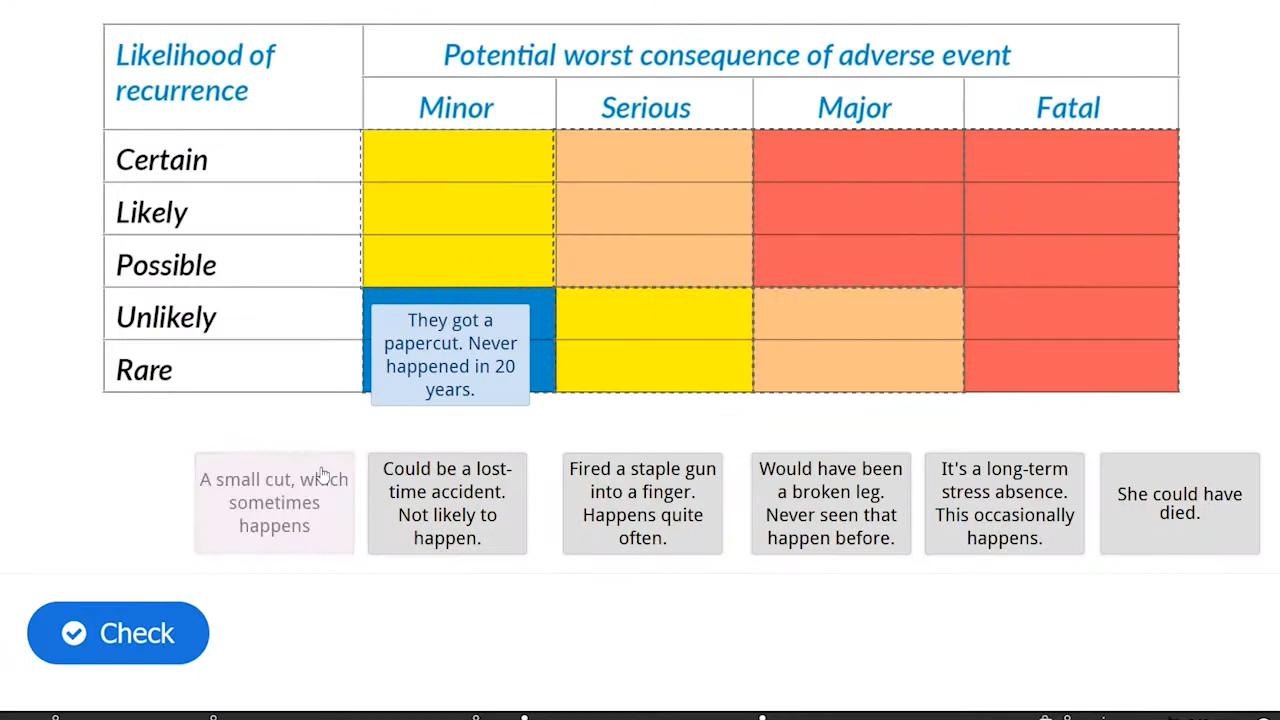 Likelihood of
recurrence
Potential worst consequence of adverse event
Minor
Serious
Major
Fatal
Certain
Likely
Possible
Unlikely
Rare
They got a
papercut. Never
happened in 20
years.
A small cut, which
sometimes
happens
Could be a lost-
time accident.
Not likely to
happen.
Fired a staple gun
into a finger.
Happens quite
often.
Would have been
a broken leg.
Never seen that
happen before.
It's a long-term
stress absence.
This occasionally
happens.
She could have
died.
Check